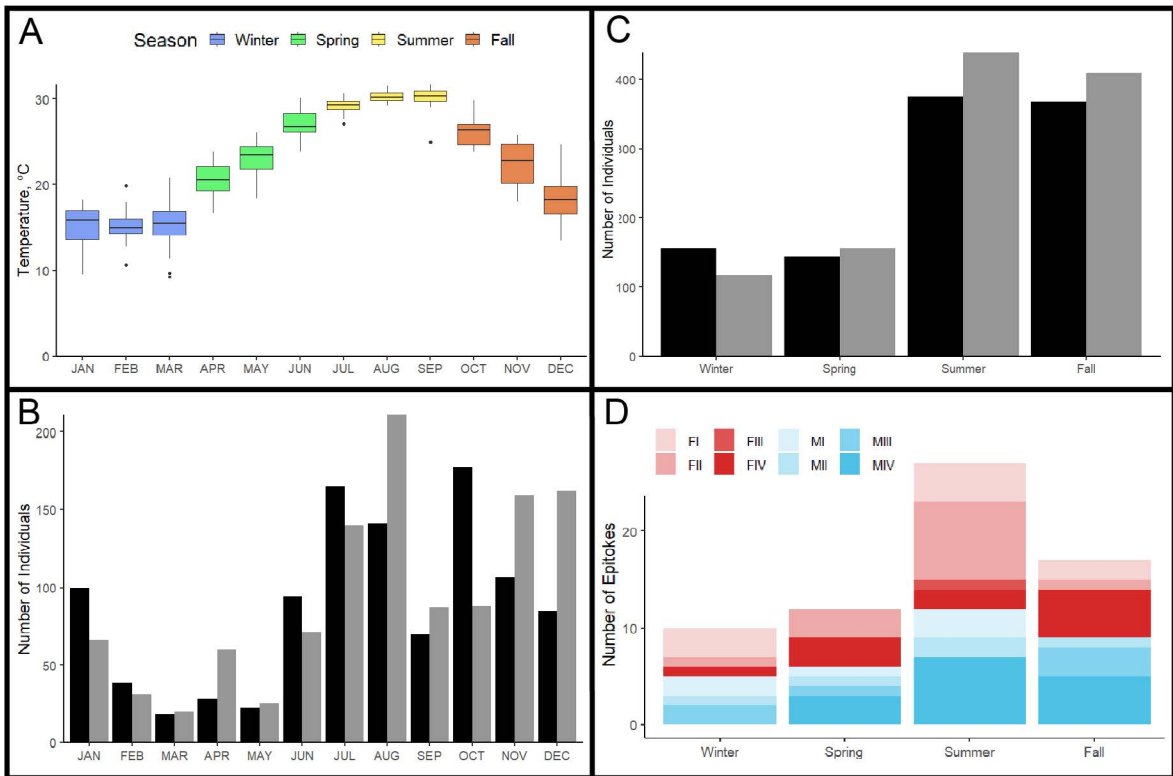 A
Season Winter Spring Summer Fall
Temperature, °C
30
20
10
0
JAN FEB MAR APR MAY JUN JUL AUG SEP OCT NOV DEC
C
Number of Individuals
400
300
200
100
0
Winter Spring Summer Fall
B
Number of Individuals
200
150
100
50
0
JAN FEB MAR APR MAY JUN JUL AUG SEP OCT NOV DEC
D
FI FIII MI MIII
FII FIV MII MIV
Number of Epitokes
20
10
0
Winter Spring Summer Fall